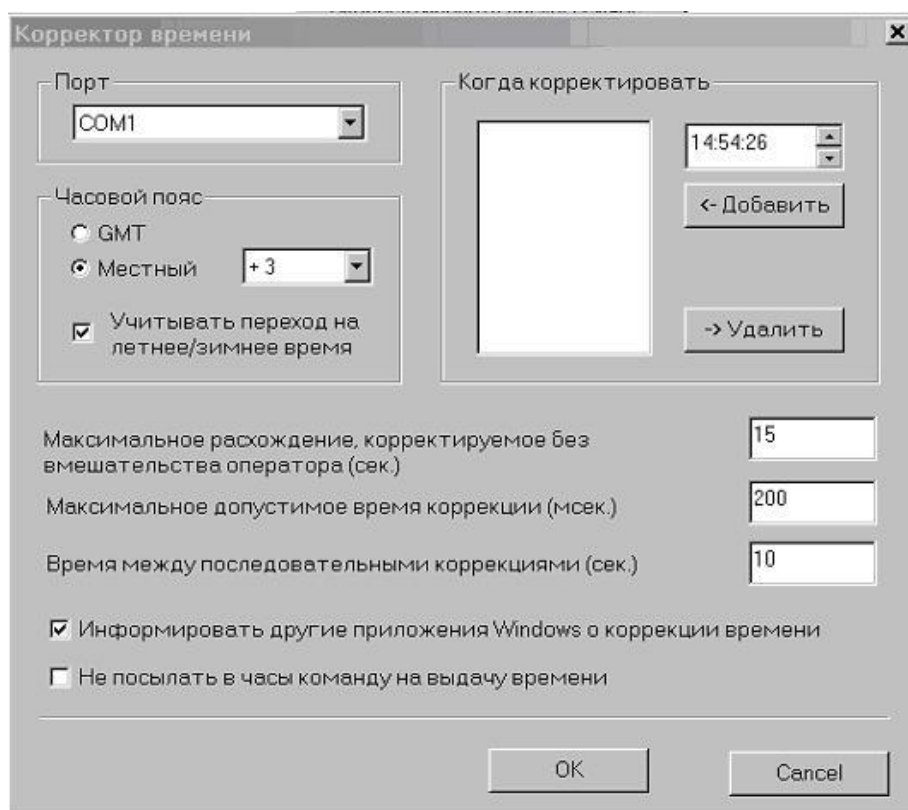 Корректор времени
Порт
COM1
Часовой пояс
GMT
Местный
+ 3
Учитывать переход на
летнее/зимнее время
Когда корректировать
14:54:26
<- Добавить
-> Удалить
Максимальное расхождение, корректируемое без
вмешательства оператора (сек.)
15
Максимальное допустимое время коррекции (мсек.)
200
Время между последовательными коррекциями (сек.)
10
Информировать другие приложения Windows о коррекции времени
Не посылать в часы команду на выдачу времени
OK
Cancel